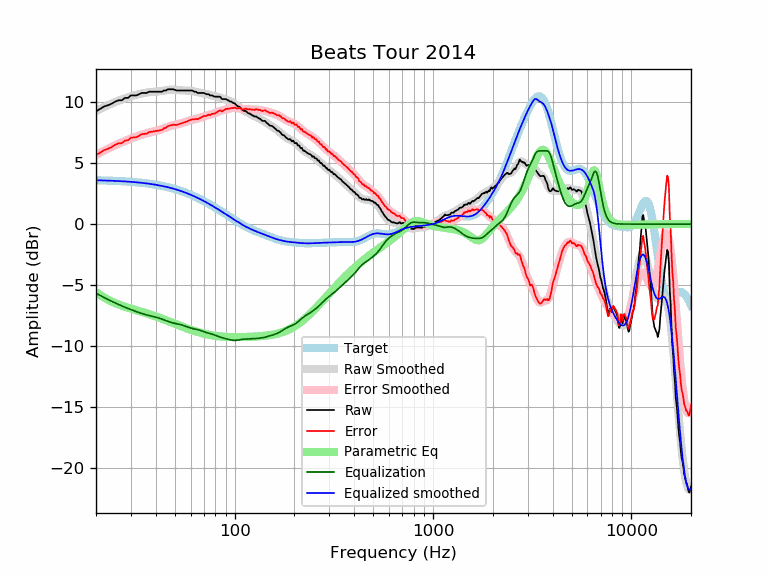 Beats Tour 2014
Amplitude (dBr)
10
5
0
−5
−10
−15
−20
Target
Raw Smoothed
Error Smoothed
Raw
Error
Parametric Eq
Equalization
Equalized smoothed
100 1000 10000
Frequency (Hz)